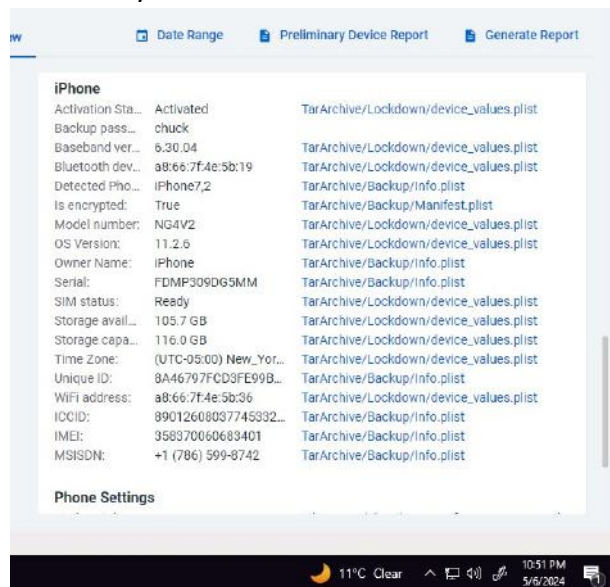 ew Date Range Preliminary Device Report Generate Report
iPhone
Activation Sta... Activated TarArchive/Lockdown/device_values.plist
Backup pass... chuck
Baseband ver... 6.30.04 TarArchive/Lockdown/device_values.plist
Bluetooth dev... a8:66:7f:4e:5b:19 TarArchive/Lockdown/device_values.plist
Detected Pho... iPhone7,2 TarArchive/Backup/Info.plist
Is encrypted: True TarArchive/Backup/Manifest.plist
Model number: NG4V2 TarArchive/Lockdown/device_values.plist
OS Version: 11.2.6 TarArchive/Lockdown/device_values.plist
Owner Name: iPhone TarArchive/Backup/Info.plist
Serial: FDMP309DG5MM TarArchive/Backup/Info.plist
SIM status: Ready TarArchive/Lockdown/device_values.plist
Storage avail... 105.7 GB TarArchive/Lockdown/device_values.plist
Storage capa... 116.0 GB TarArchive/Lockdown/device_values.plist
Time Zone: (UTC-05:00) New_Yor... TarArchive/Lockdown/device_values.plist
Unique ID: 8A46797FCD3FE99B... TarArchive/Backup/Info.plist
WiFi address: a8:66:7f:4e:5b:36 TarArchive/Lockdown/device_values.plist
ICCID: 89012608037745332... TarArchive/Backup/Info.plist
IMEI: 358370060683401 TarArchive/Backup/Info.plist
MSISDN: +1 (786) 599-8742 TarArchive/Backup/Info.plist
Phone Settings
11°C Clear 10:51 PM
5/6/2024